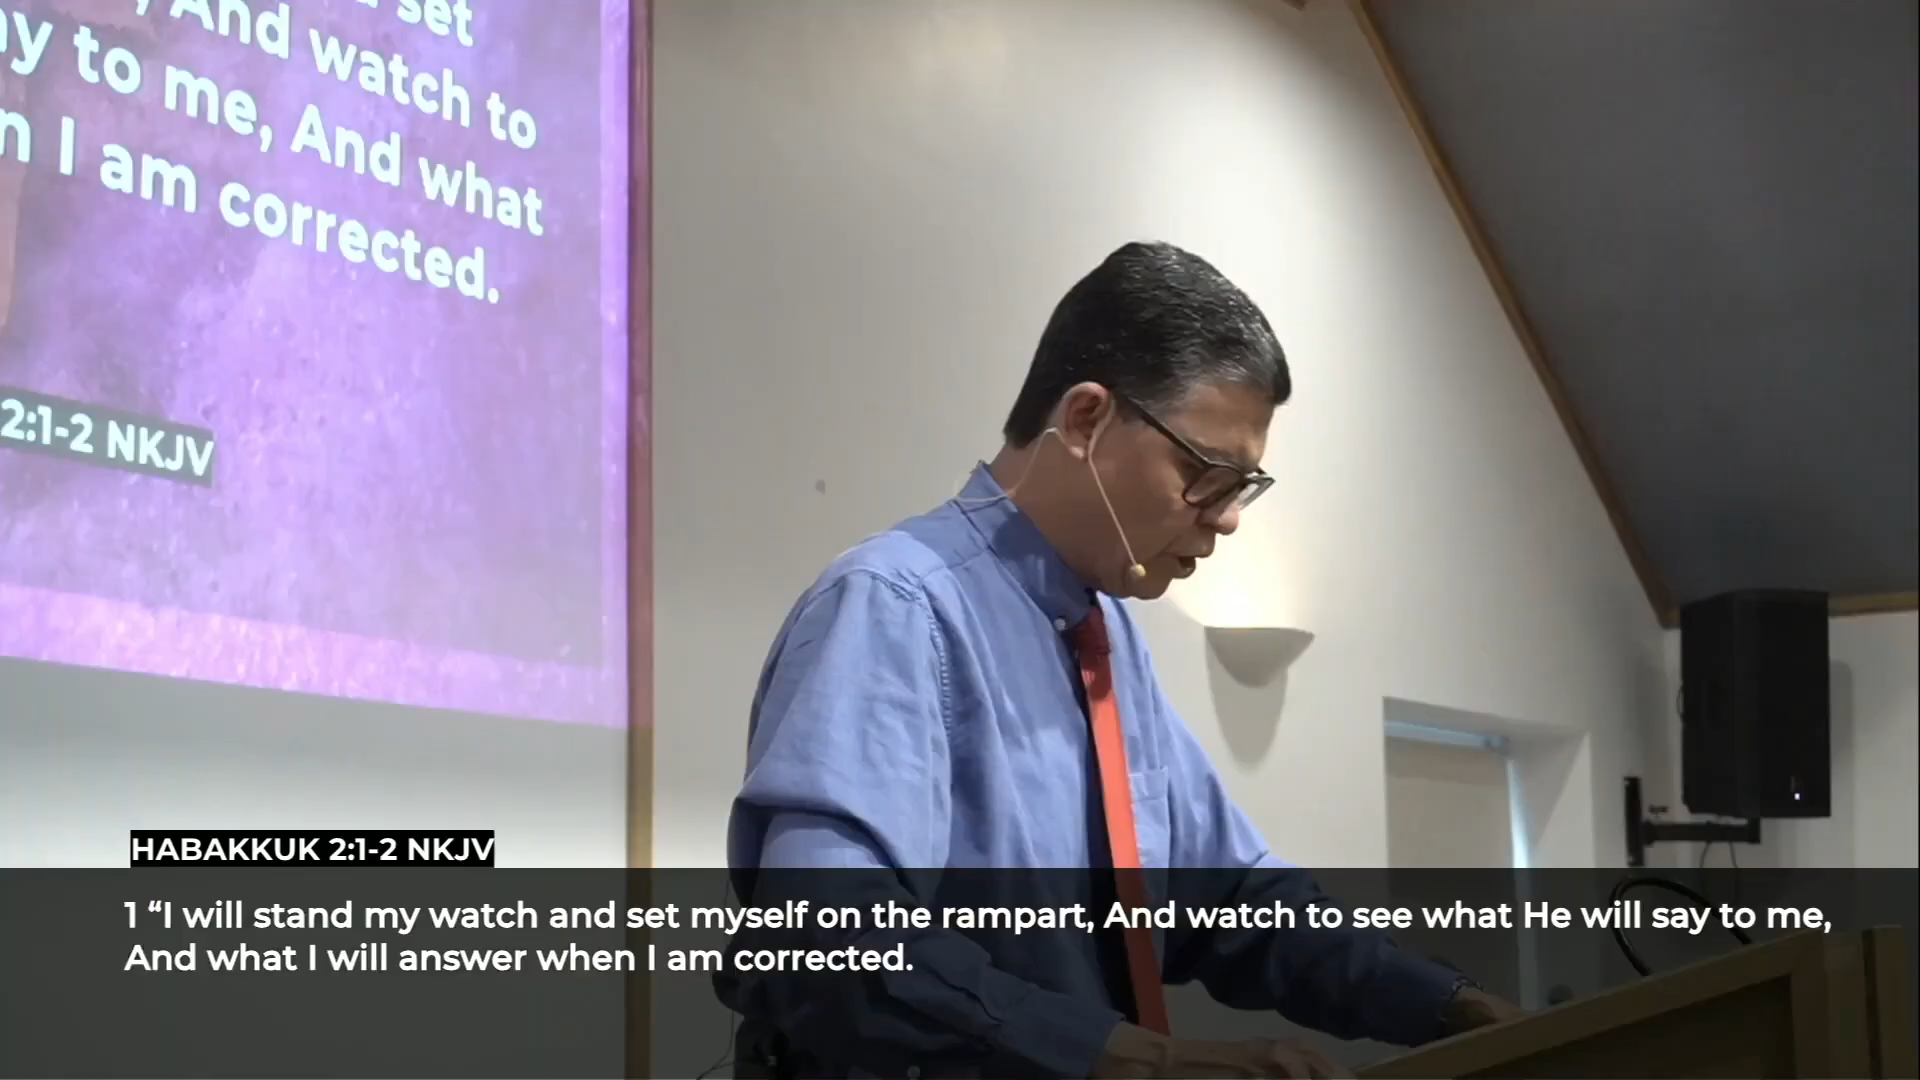 set
And watch to
to me, And what
I am corrected.
2:1-2 NKJV
HABAKKUK 2:1-2 NKJV
1 “I will stand my watch and set myself on the rampart, And watch to see what He will say to me,
And what I will answer when I am corrected.